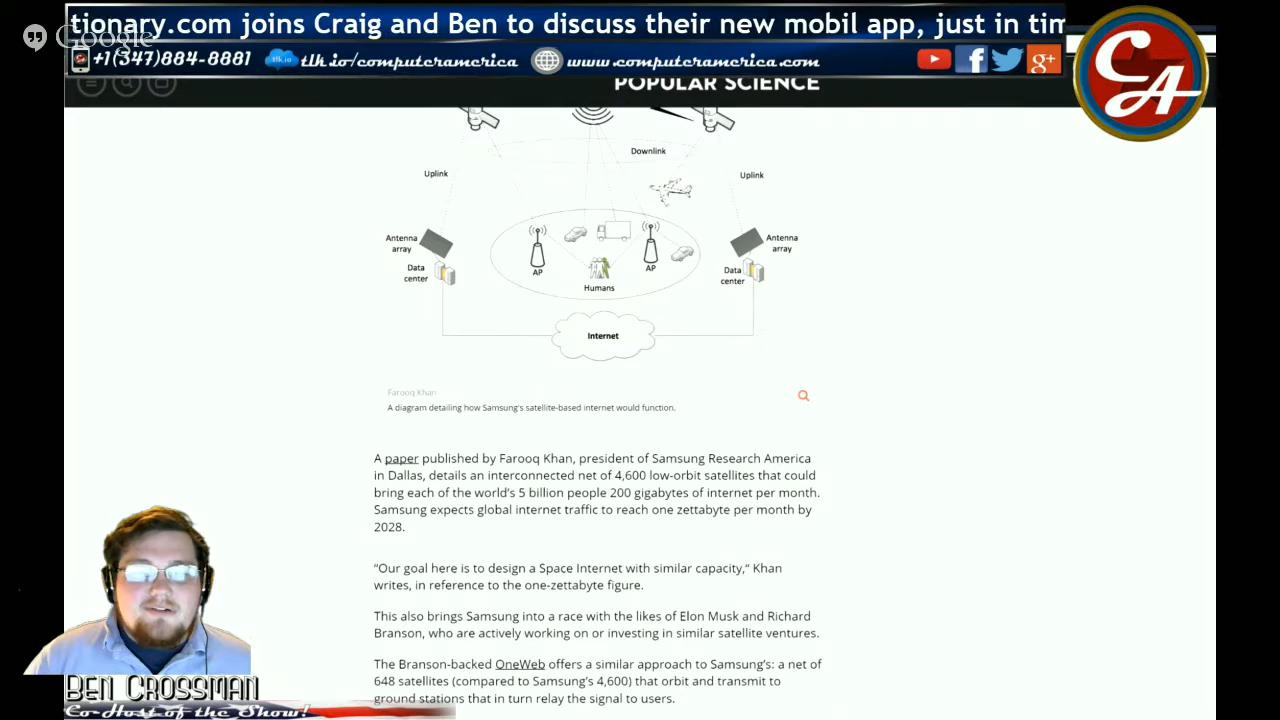 tionary.com joins Craig and Ben to discuss their new mobil app, just in tim
Google
+1(347)884-8881 tlk.io/computeramerica www.computeramerica.com
CA
POPULAR SCIENCE
Downlink
Uplink
Uplink
Antenna
array
Antenna
array
Data
center
AP
AP
Data
center
Humans
Internet
Farooq Khan
A diagram detailing how Samsung's satellite-based internet would function.
A paper published by Farooq Khan, president of Samsung Research America
in Dallas, details an interconnected net of 4,600 low-orbit satellites that could
bring each of the world's 5 billion people 200 gigabytes of internet per month.
Samsung expects global internet traffic to reach one zettabyte per month by
2028.
"Our goal here is to design a Space Internet with similar capacity," Khan
writes, in reference to the one-zettabyte figure.
This also brings Samsung into a race with the likes of Elon Musk and Richard
Branson, who are actively working on or investing in similar satellite ventures.
The Branson-backed OneWeb offers a similar approach to Samsung's: a net of
648 satellites (compared to Samsung's 4,600) that orbit and transmit to
ground stations that in turn relay the signal to users.
Ben Crossman
Co-Host of the Show!